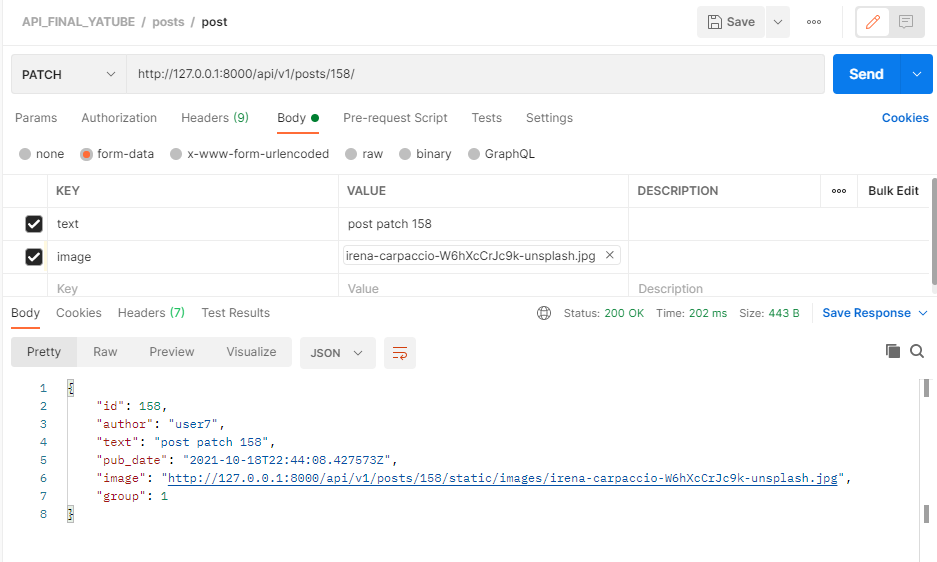 API_FINAL_YATUBE / posts / post
Save
PATCH
http://127.0.0.1:8000/api/v1/posts/158/
Send
Params Authorization Headers (9) Body Pre-request Script Tests Settings Cookies
none form-data x-www-form-urlencoded raw binary GraphQL
KEY VALUE DESCRIPTION Bulk Edit
text post patch 158
image irena-carpaccio-W6hXcCrJc9k-unsplash.jpg
Key Value Description
Body Cookies Headers (7) Test Results Status: 200 OK Time: 202 ms Size: 443 B Save Response
Pretty Raw Preview Visualize JSON
1 {
2 "id": 158,
3 "author": "user7",
4 "text": "post patch 158",
5 "pub_date": "2021-10-18T22:44:08.427573Z",
6 "image": "http://127.0.0.1:8000/api/v1/posts/158/static/images/irena-carpaccio-W6hXcCrJc9k-unsplash.jpg",
7 "group": 1
8 }